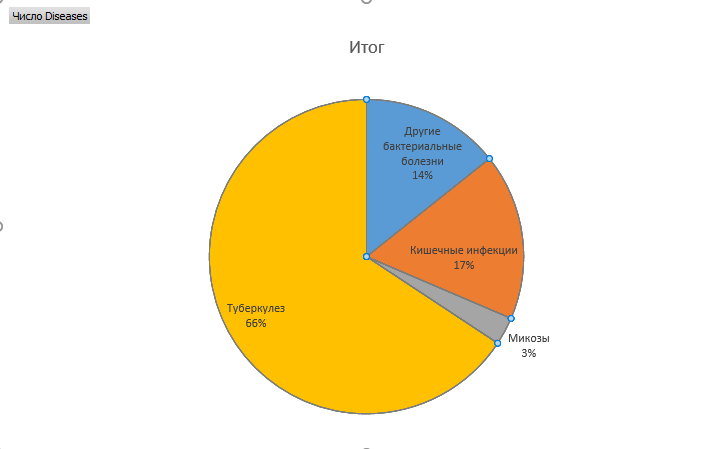 Число Diseases
Итог
Другие
бактериальные
болезни
14%
Кишечные инфекции
17%
Туберкулез
66%
Микозы
3%